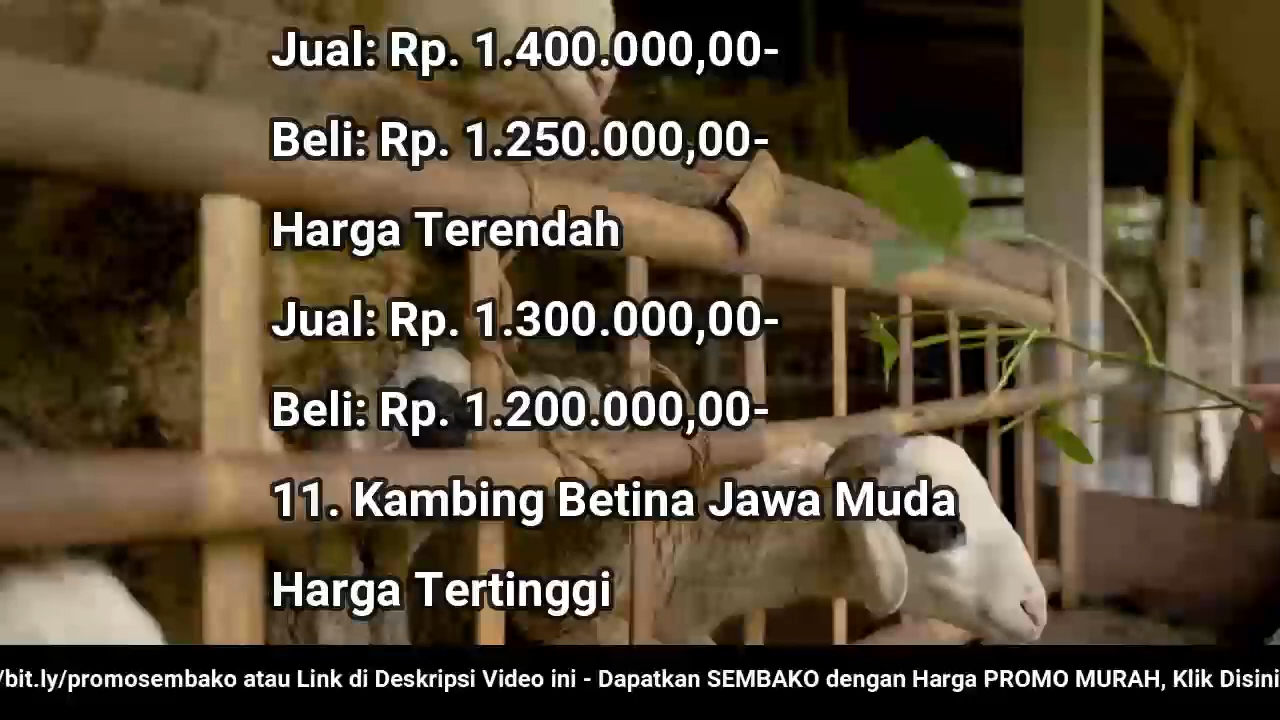 Jual: Rp. 1.400.000,00-
Beli: Rp. 1.250.000,00-
Harga Terendah
Jual: Rp. 1.300.000,00-
Beli: Rp. 1.200.000,00-
11. Kambing Betina Jawa Muda
Harga Tertinggi
/bit.ly/promosembako atau Link di Deskripsi Video ini - Dapatkan SEMBAKO dengan Harga PROMO MURAH, Klik Disini